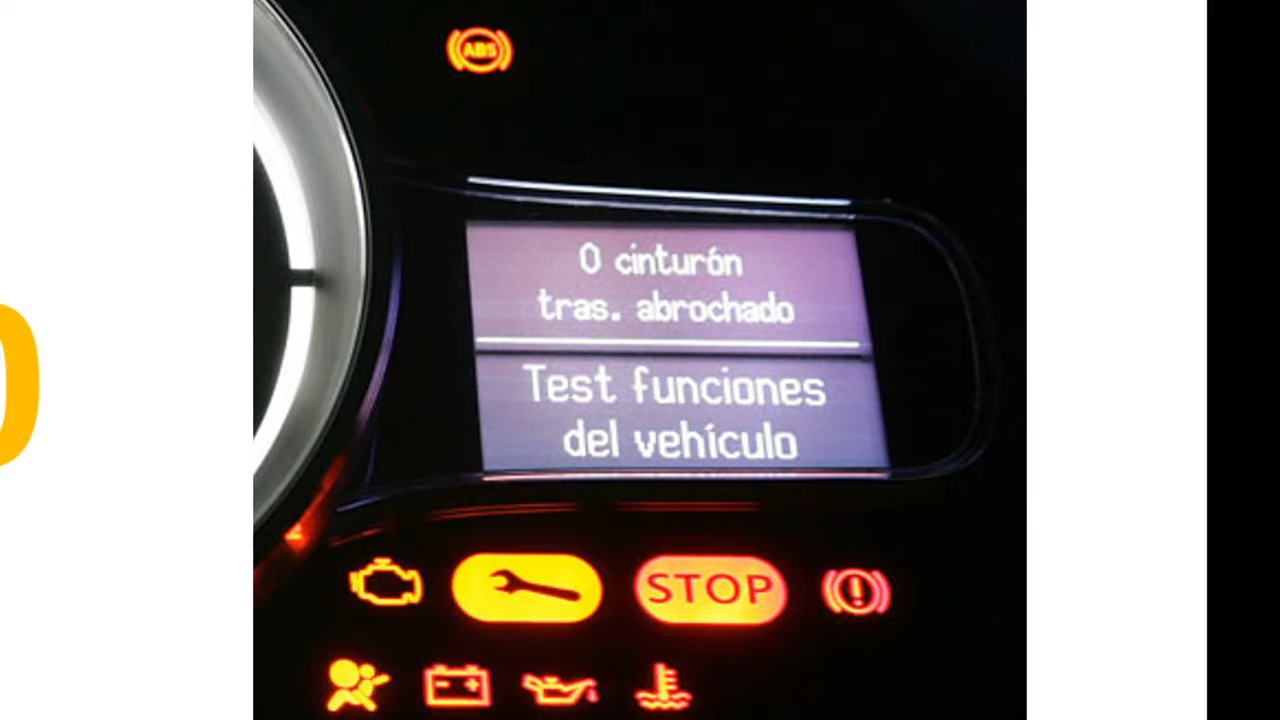 ABS
0 cinturón
tras. abrochado
Test funciones
del vehículo
STOP